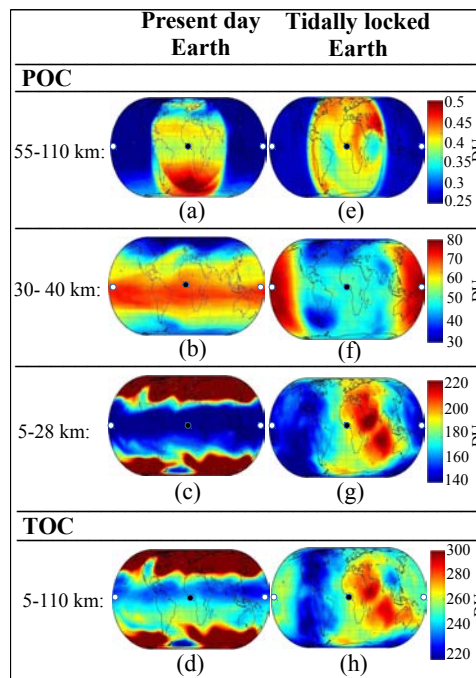 Present day Earth
Tidally locked Earth
POC
55-110 km:
0.5
0.45
0.4
0.35
0.3
0.25
(a)
(e)
30- 40 km:
80
70
60
50
40
30
(b)
(f)
5-28 km:
220
200
180
160
140
(c)
(g)
TOC
5-110 km:
300
280
260
240
220
(d)
(h)